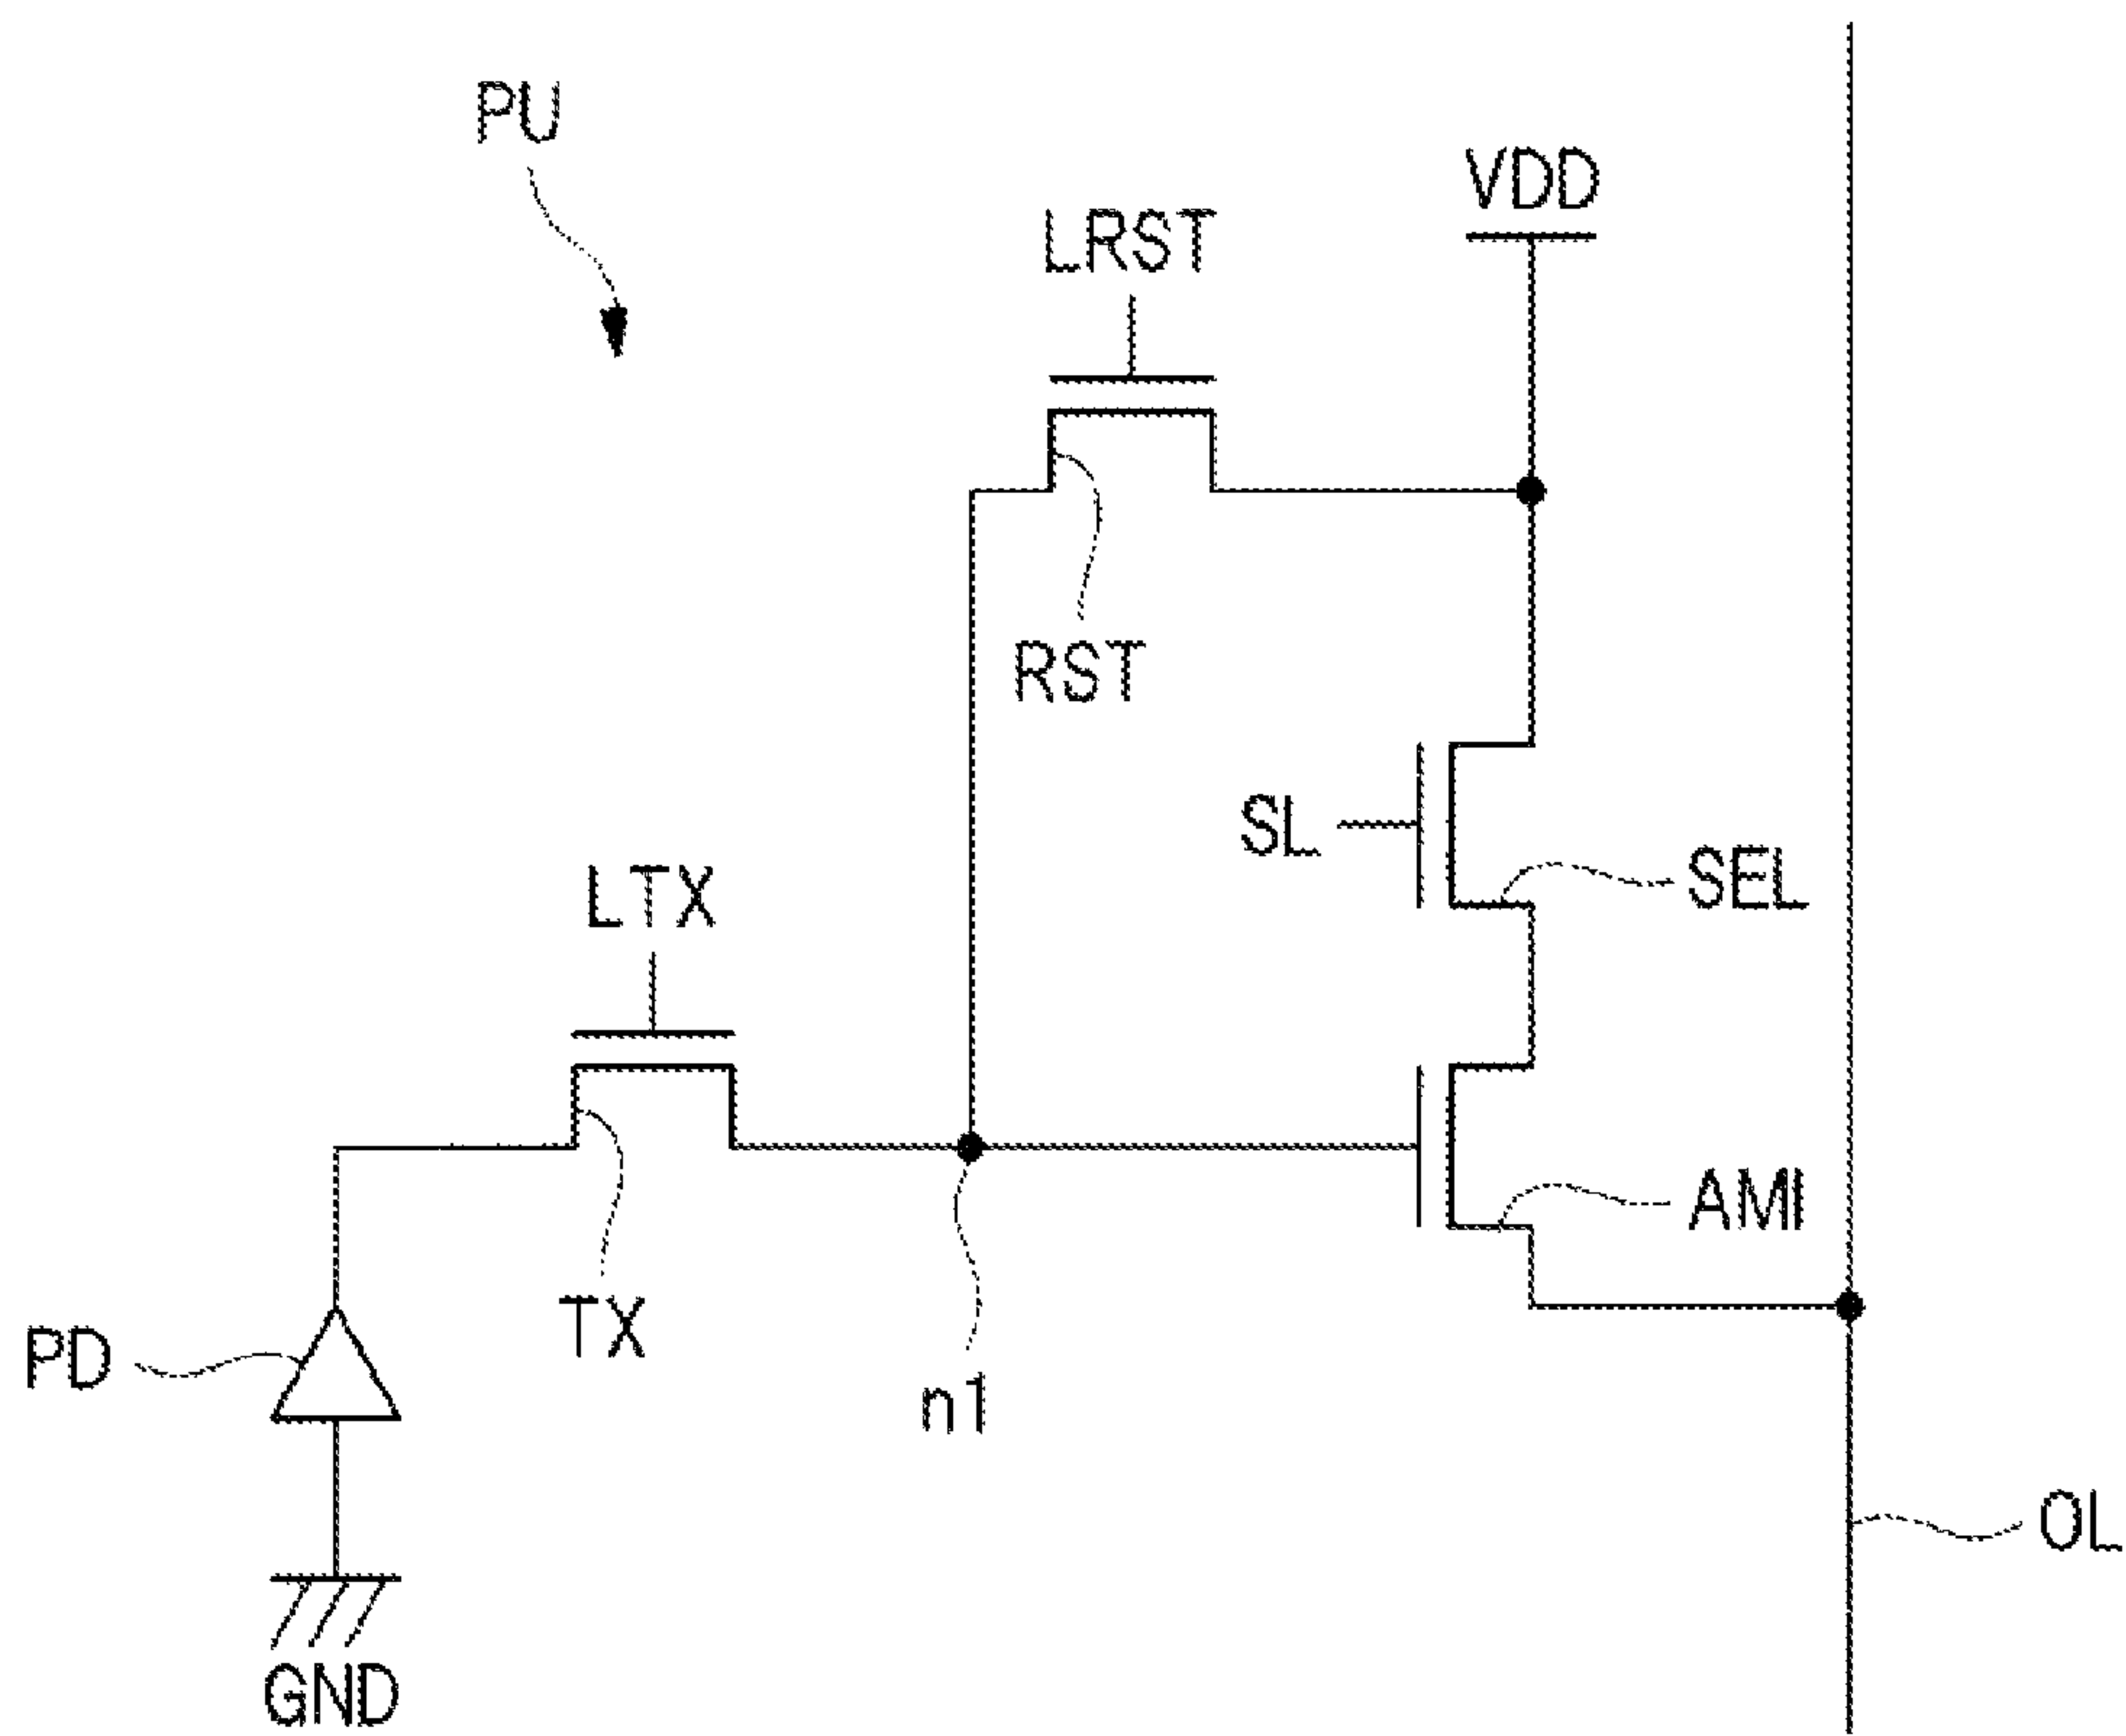 PU
VDD
LRST
RST
SL
SEL
LTX
AMI
TX
PD
n1
OL
GND